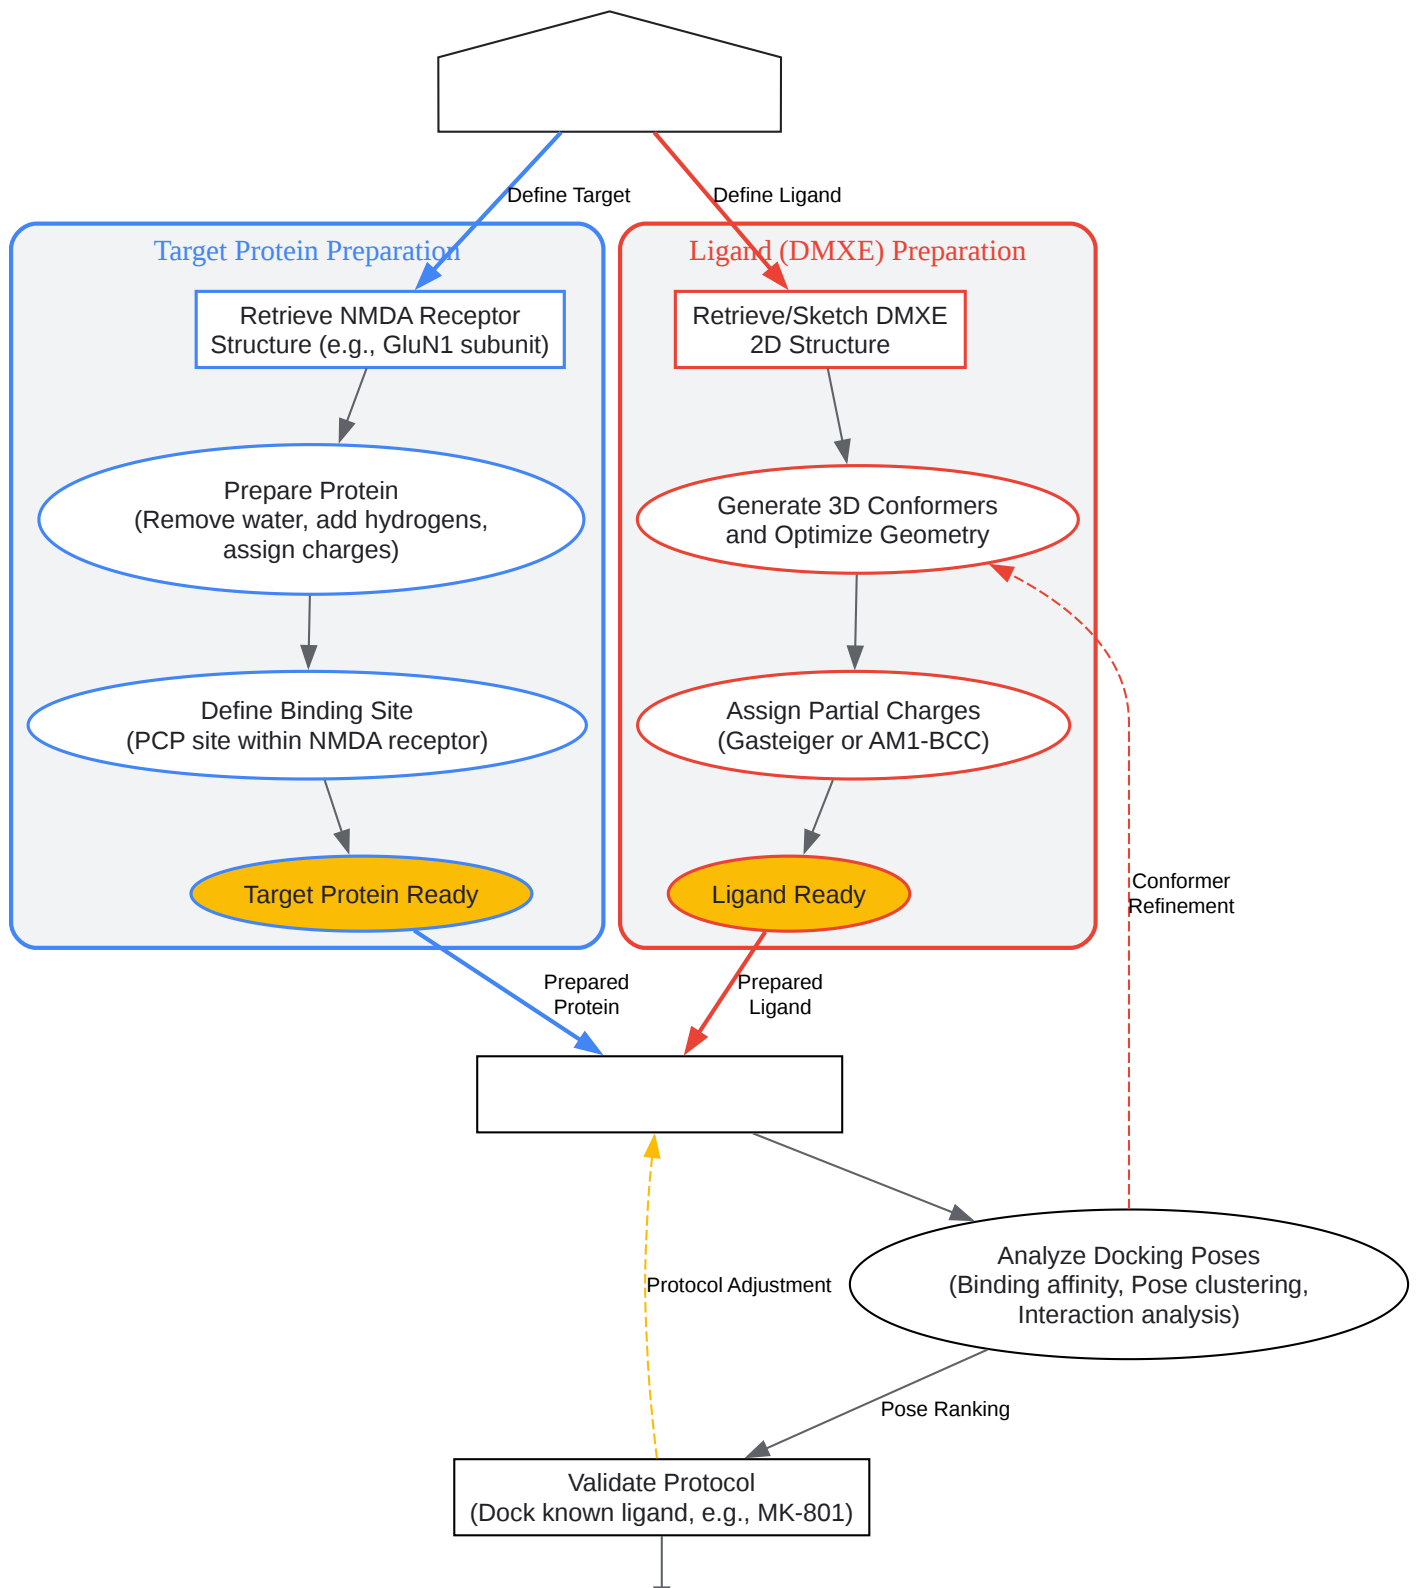 Define Target
Define Ligand
Target Protein Preparation
Retrieve NMDA Receptor
Structure (e.g., GluN1 subunit)
Prepare Protein
(Remove water, add hydrogens,
assign charges)
Define Binding Site
(PCP site within NMDA receptor)
Target Protein Ready
Ligand (DMXE) Preparation
Retrieve/Sketch DMXE
2D Structure
Generate 3D Conformers
and Optimize Geometry
Assign Partial Charges
(Gasteiger or AM1-BCC)
Ligand Ready
Conformer
Refinement
Prepared
Protein
Prepared
Ligand
Analyze Docking Poses
(Binding affinity, Pose clustering,
Interaction analysis)
Protocol Adjustment
Pose Ranking
Validate Protocol
(Dock known ligand, e.g., MK-801)